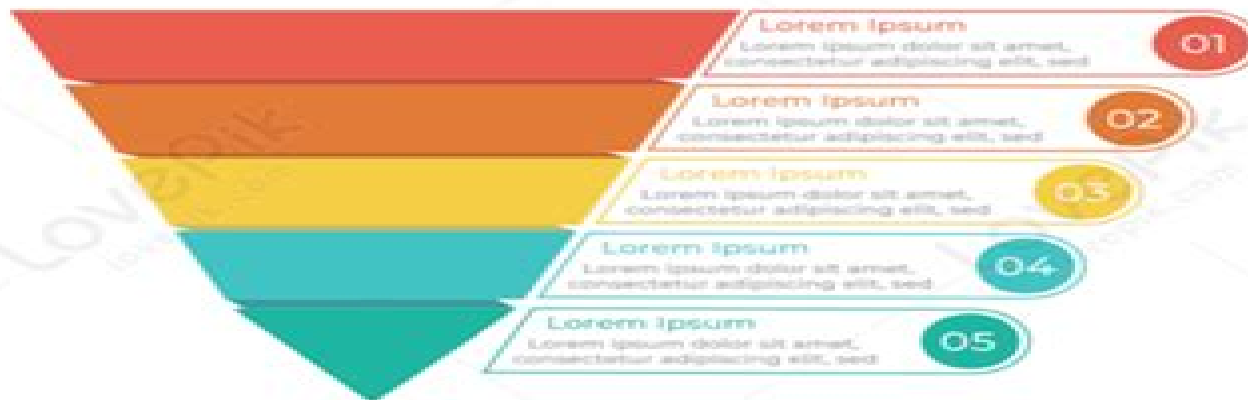 Lorem Ipsum
Lorem ipsum dolor sit amet,
consectetur adipiscing elit, sed
01
Lorem Ipsum
Lorem ipsum dolor sit amet,
consectetur adipiscing elit, sed
02
Lorem Ipsum
Lorem ipsum dolor sit amet,
consectetur adipiscing elit, sed
03
Lorem Ipsum
Lorem ipsum dolor sit amet,
consectetur adipiscing elit, sed
04
Lorem Ipsum
Lorem ipsum dolor sit amet,
consectetur adipiscing elit, sed
05
Lovepik